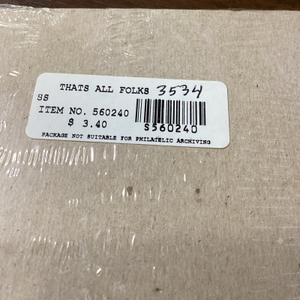 THATS ALL FOLKS 3534
SS
ITEM NO. 560240
$ 3.40
S560240
PACKAGE NOT SUITABLE FOR PHILATELIC ARCHIVING